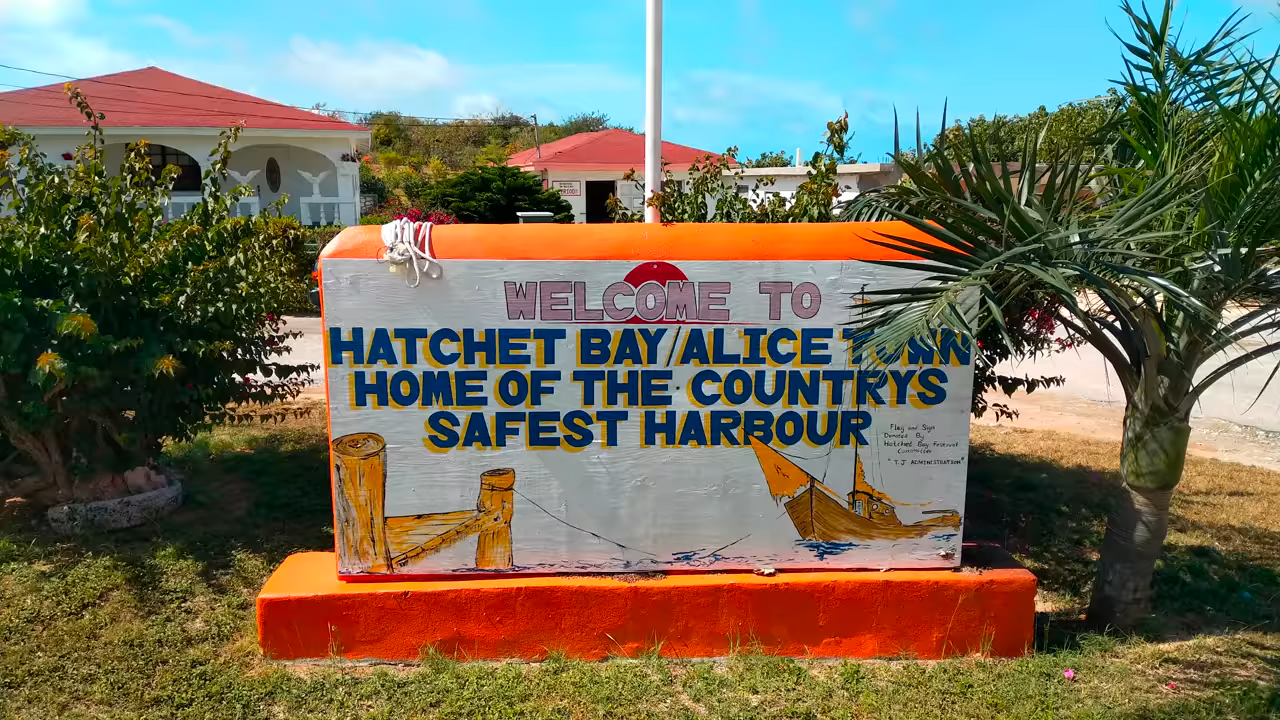 WELCOME TO
HATCHET BAY/ALICE TOWN
HOME OF THE COUNTRYS
SAFEST HARBOUR
Flag and Sign
Donated By
Hatchet Bay Festival
Committee
"T.J ADMINISTRATION"